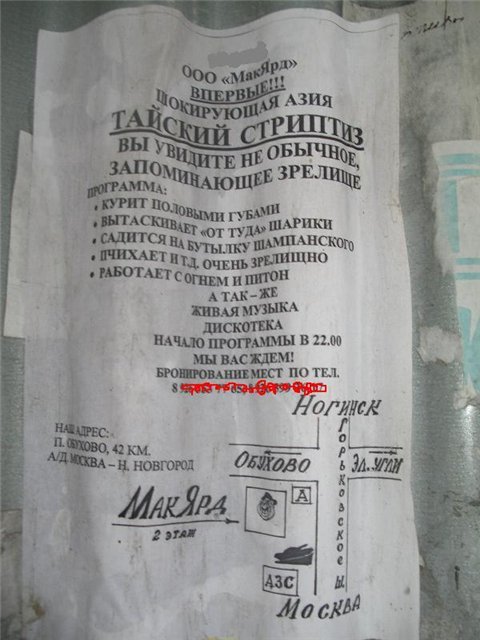 ООО «МакЯрд»
ВПЕРВЫЕ!!!
ШОКИРУЮЩАЯ АЗИЯ
ТАЙСКИЙ СТРИПТИЗ
ВЫ УВИДИТЕ НЕ ОБЫЧНОЕ,
ЗАПОМИНАЮЩЕЕ ЗРЕЛИЩЕ
ПРОГРАММА:
• КУРИТ ПОЛОВЫМИ ГУБАМИ
• ВЫТАСКИВАЕТ «ОТ ТУДА» ШАРИКИ
• САДИТСЯ НА БУТЫЛКУ ШАМПАНСКОГО
• ПЧИХАЕТ И Т.Д. ОЧЕНЬ ЗРЕЛИЩНО
• РАБОТАЕТ С ОГНЕМ И ПИТОН
А ТАК – ЖЕ
ЖИВАЯ МУЗЫКА
ДИСКОТЕКА
НАЧАЛО ПРОГРАММЫ В 22.00
МЫ ВАС ЖДЕМ!
БРОНИРОВАНИЕ МЕСТ ПО ТЕЛ.
8
НАШ АДРЕС:
П. ОБУХОВО, 42 КМ.
А/Д МОСКВА – Н. НОВГОРОД
НОГИНСК
ОБУХОВО
ЭЛ. УГЛИ
ГОРЬКОВСКОЕ Ш.
МАКЯРД
2 ЭТАЖ
А
АЗС
МОСКВА